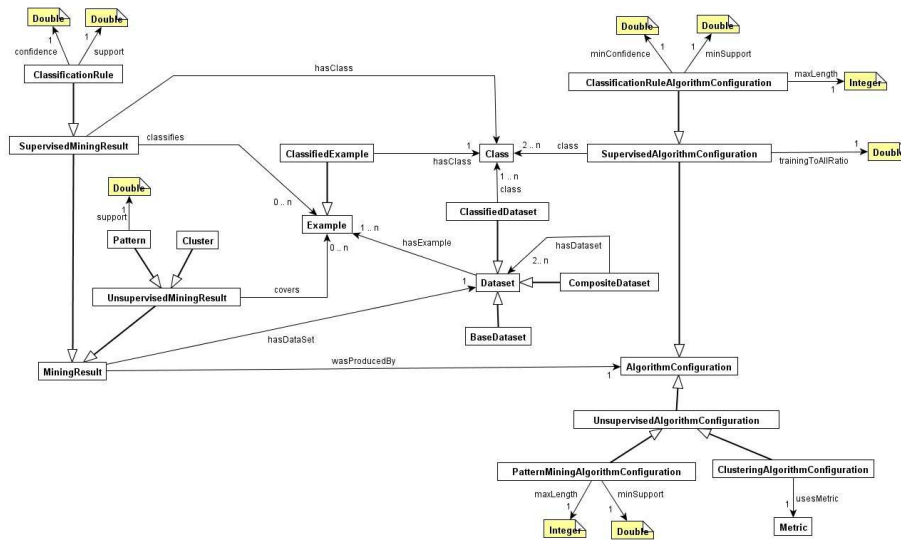 Double
Double
Double
Double
1
1
1
1
confidence
support
minConfidence
minSupport
ClassificationRule
hasClass
ClassificationRuleAlgorithmConfiguration
maxLength
1
Integer
SupervisedMiningResult
classifies
ClassifiedExample
1
hasClass
Class
2.. n
class
SupervisedAlgorithmConfiguration
trainingToAllRatio
1
Double
1 .. n
class
Double
1
support
0 .. n
ClassifiedDataset
Example
1 .. n
0 .. n
hasExample
hasDataset
2.. n
Pattern
Cluster
UnsupervisedMiningResult
covers
1
Dataset
CompositeDataset
hasDataSet
BaseDataset
MiningResult
wasProducedBy
1
AlgorithmConfiguration
UnsupervisedAlgorithmConfiguration
PatternMiningAlgorithmConfiguration
ClusteringAlgorithmConfiguration
maxLength
1
minSupport
1
usesMetric
1
Integer
Double
Metric